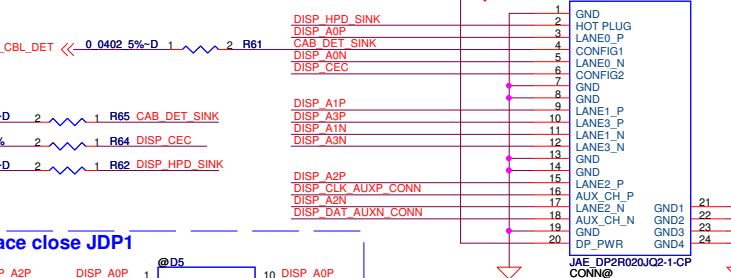 _CBL_DET
0_0402_5%~D 1 2 R61
~D 2 1 R65 CAB_DET_SINK
% 2 1 R64 DISP_CEC
~D 2 1 R62 DISP_HPD_SINK
1 GND
DISP_HPD_SINK 2 HOT PLUG
DISP_A0P 3 LANE0_P
CAB_DET_SINK 4 CONFIG1
DISP_A0N 5 LANE0_N
DISP_CEC 6 CONFIG2
7 GND
8 GND
DISP_A1P 9 LANE1_P
DISP_A3P 10 LANE3_P
DISP_A1N 11 LANE1_N
DISP_A3N 12 LANE3_N
13 GND
14 GND
DISP_A2P 15 LANE2_P
DISP_CLK_AUXP_CONN 16 AUX_CH_P
DISP_A2N 17 LANE2_N GND1 21
DISP_DAT_AUXN_CONN 18 AUX_CH_N GND2 22
19 GND GND3 23
20 DP_PWR GND4 24
JAE_DP2R020JQ2-1-CP
CONN@
ace close JDP1
@D5
P_A2P DISP_A0P 1 10 DISP_A0P